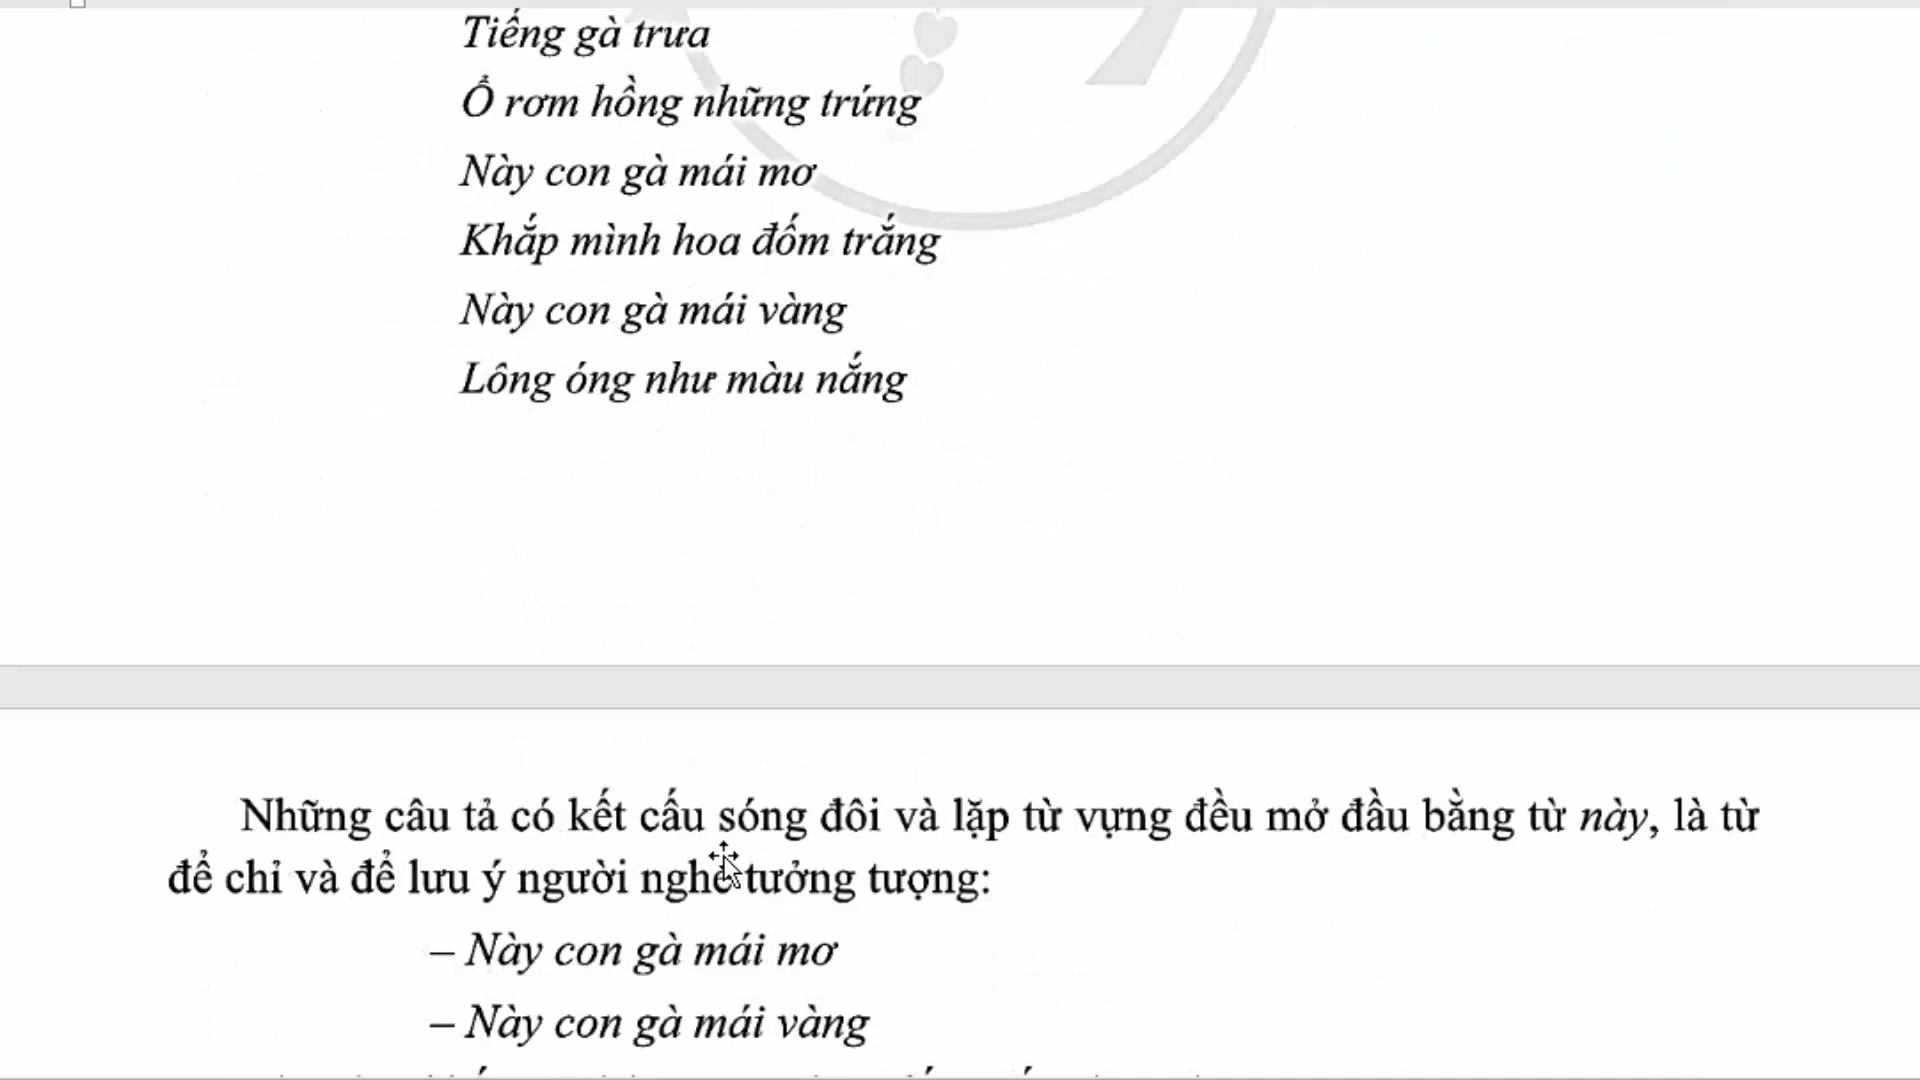 Tiếng gà trưa
Ổ rơm hồng những trứng
Này con gà mái mơ
Khắp mình hoa đốm trắng
Này con gà mái vàng
Lông óng như màu nắng
Những câu tả có kết cấu sóng đôi và lặp từ vựng đều mở đầu bằng từ này, là từ
để chỉ và để lưu ý người nghe tưởng tượng:
– Này con gà mái mơ
– Này con gà mái vàng